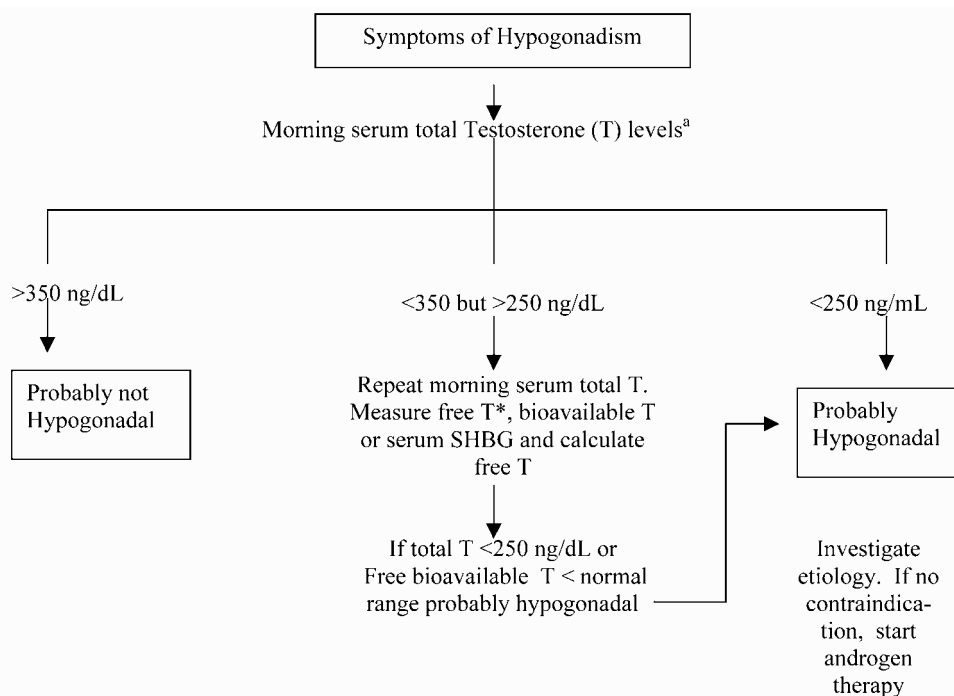 Symptoms of Hypogonadism
Morning serum total Testosterone (T) levelsª
>350 ng/dL
Probably not
Hypogonadal
<350 but >250 ng/dL
Repeat morning serum total T.
Measure free T*, bioavailable T
or serum SHBG and calculate
free T
If total T <250 ng/dL or
Free bioavailable T < normal
range probably hypogonadal
<250 ng/mL
Probably
Hypogonadal
Investigate
etiology. If no
contraindica-
tion, start
androgen
therapy